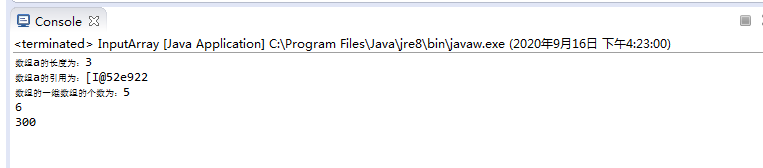 Console
<terminated> InputArray [Java Application] C:\Program Files\Java\jre8\bin\javaw.exe (2020年9月16日 下午4:23:00)
数组a的长度为：3
数组a的引用为：[I@52e922
数组的一维数组的个数为：5
6
300